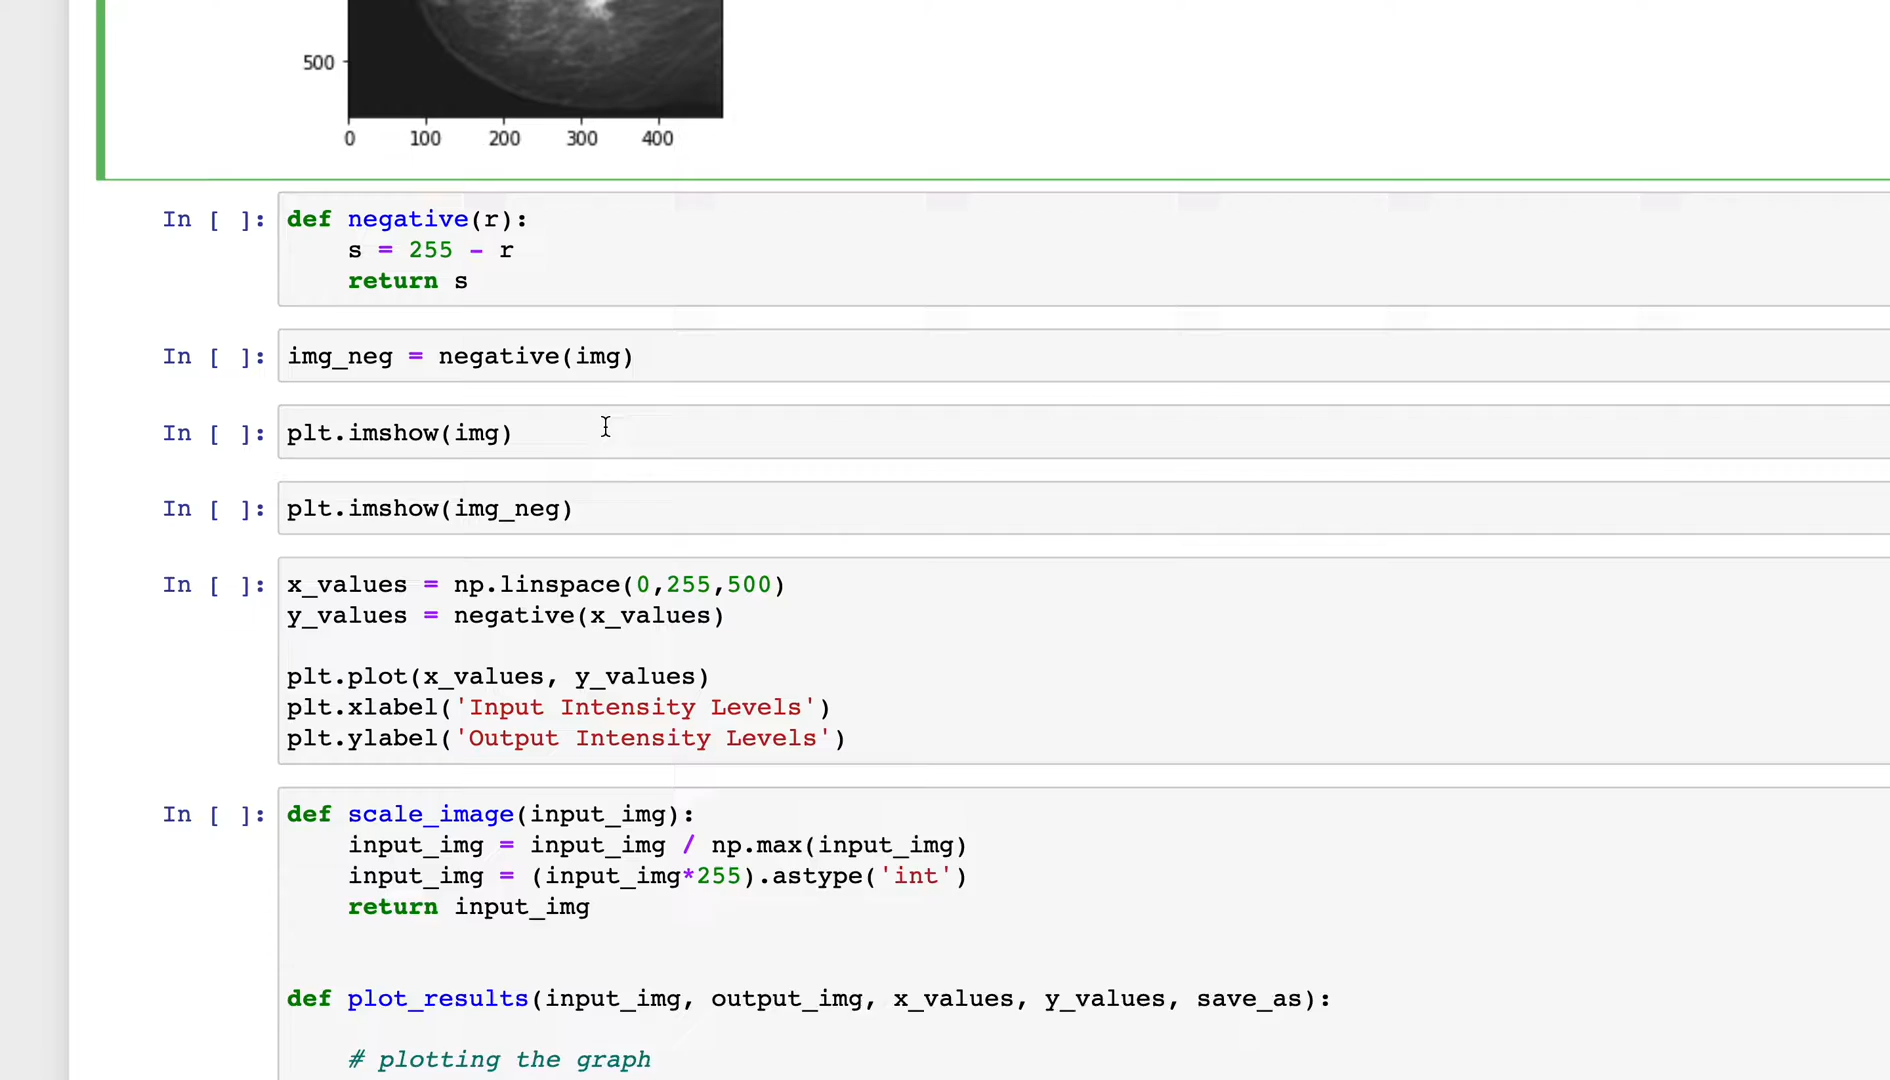 500
0 100 200 300 400
In [ ]: def negative(r):
s = 255 - r
return s
In [ ]: img_neg = negative(img)
In [ ]: plt.imshow(img)
In [ ]: plt.imshow(img_neg)
In [ ]: x_values = np.linspace(0,255,500)
y_values = negative(x_values)
plt.plot(x_values, y_values)
plt.xlabel('Input Intensity Levels')
plt.ylabel('Output Intensity Levels')
In [ ]: def scale_image(input_img):
input_img = input_img / np.max(input_img)
input_img = (input_img*255).astype('int')
return input_img
def plot_results(input_img, output_img, x_values, y_values, save_as):
# plotting the graph